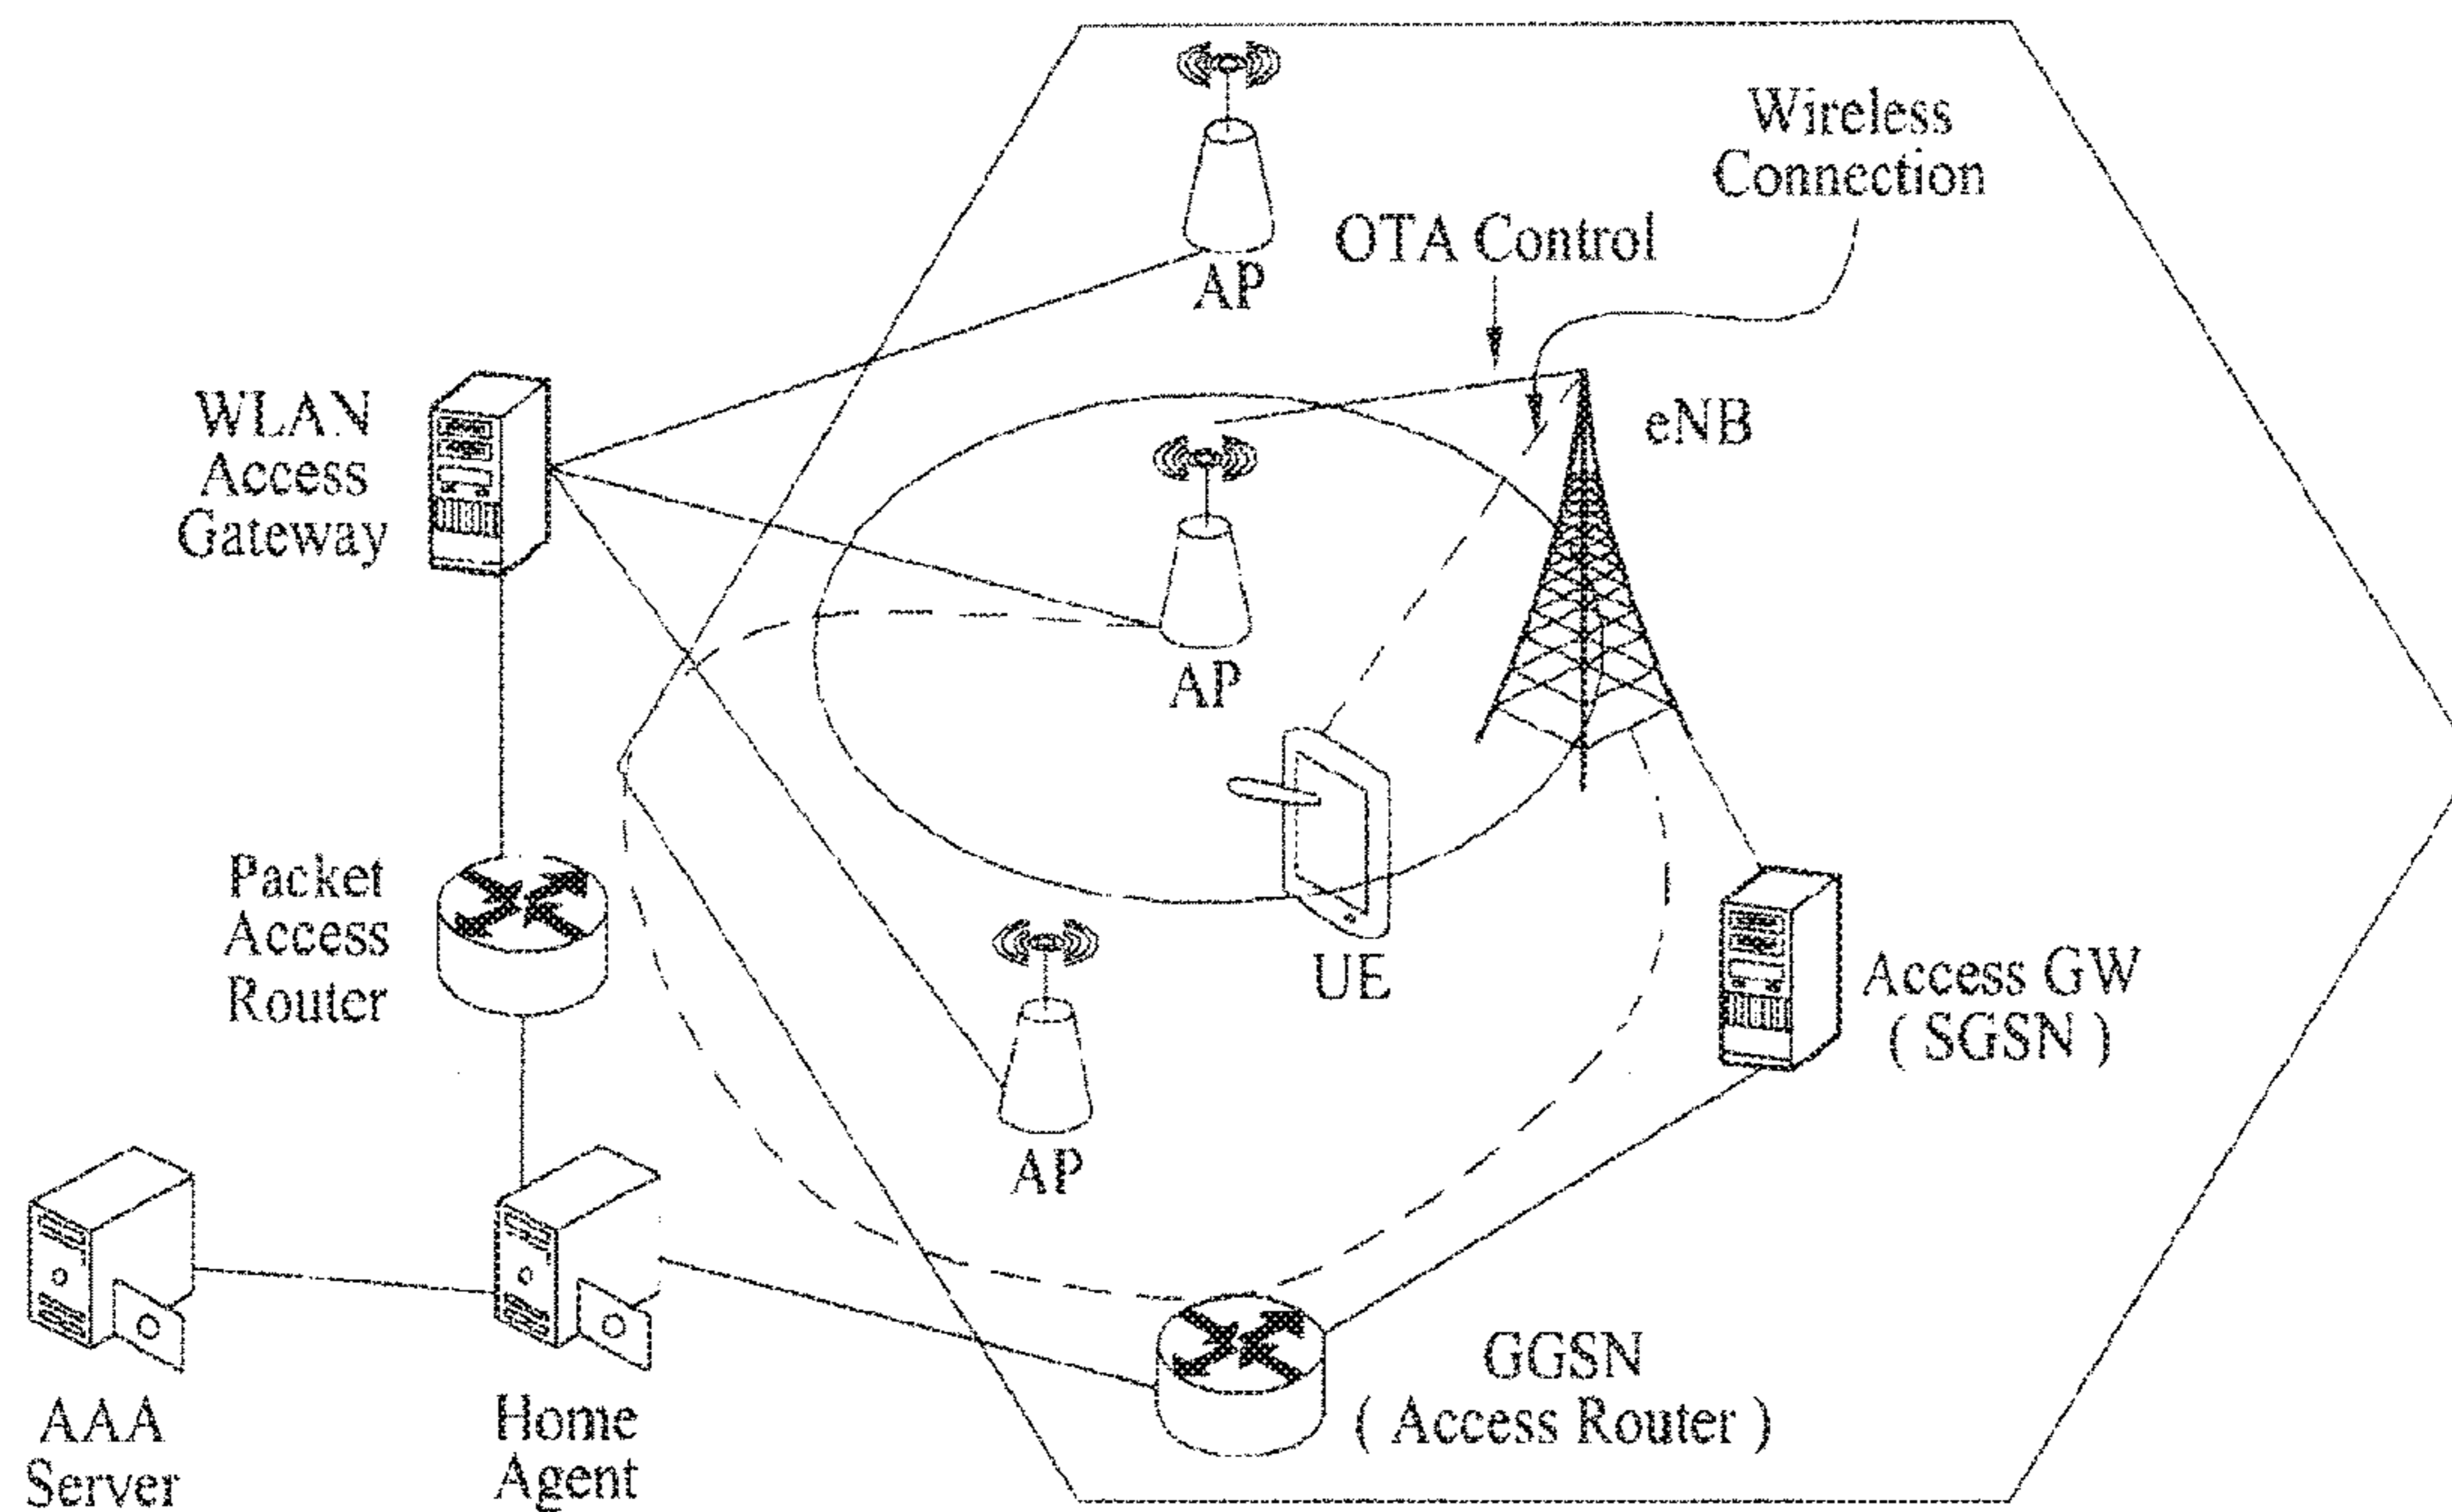 Wireless
Connection
OTA Control
AP
WLAN
Access
Gateway
eNB
AP
Packet
Access
Router
UE
Access GW
( SGSN )
AP
GGSN
( Access Router )
AAA
Server
Home
Agent